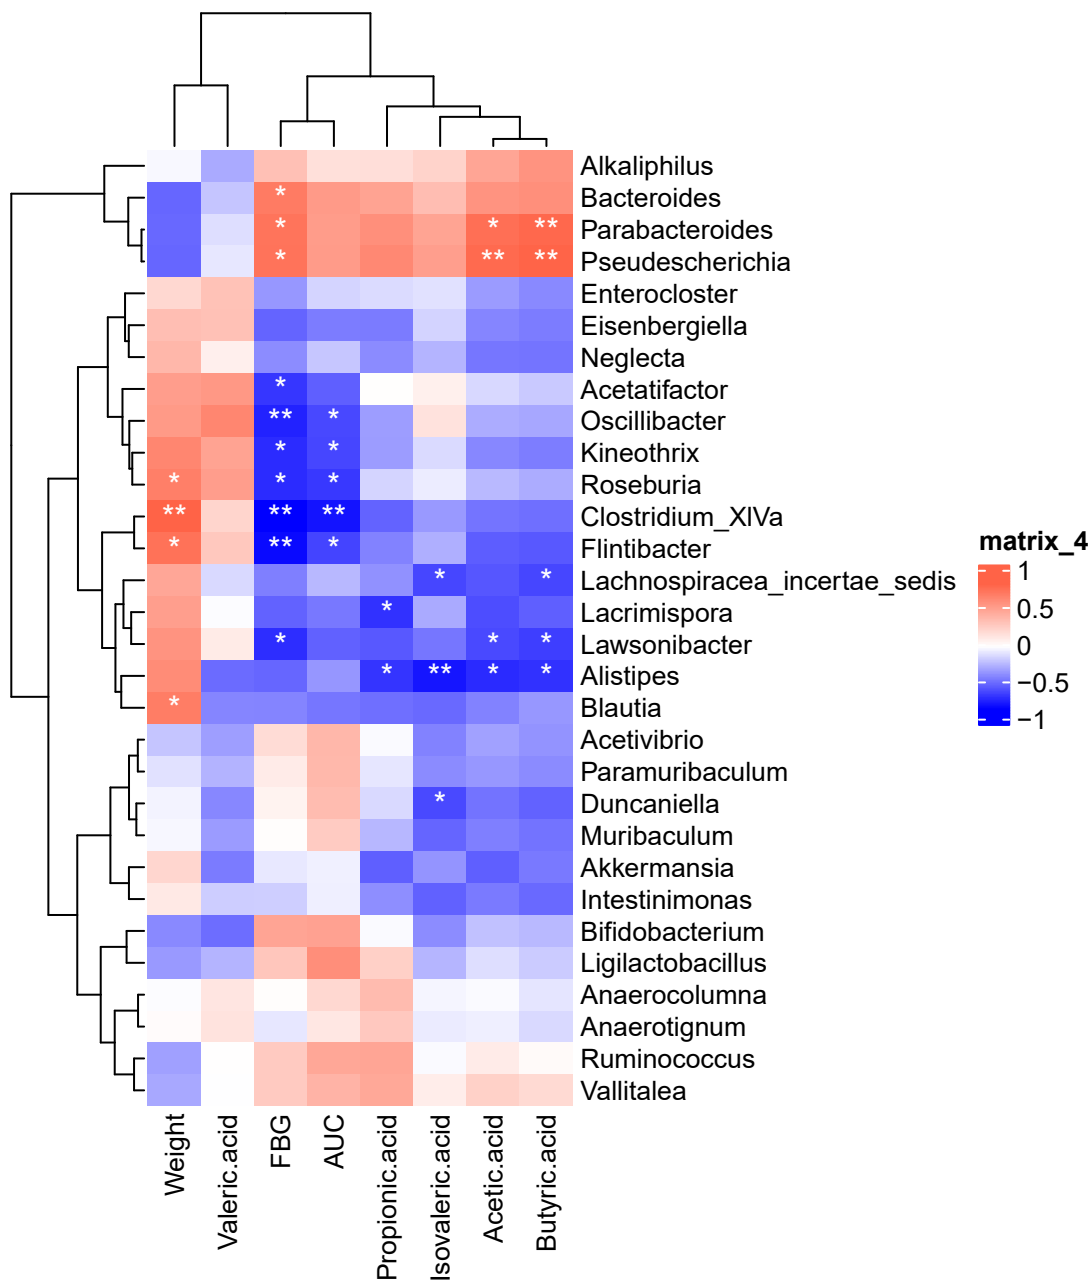 Alkaliphilus
* Bacteroides
* * ** Parabacteroides
* ** ** Pseudescherichia
Enterocloster
Eisenbergiella
Neglecta
* Acetatifactor
** * Oscillibacter
* * Kineothrix
* * * Roseburia
** ** ** Clostridium_XlVa
* ** * Flintibacter
* * Lachnospiracea_incertae_sedis
* Lacrimispora
* * * Lawsonibacter
* ** * * Alistipes
* Blautia
Acetivibrio
Paramuribaculum
* Duncaniella
Muribaculum
Akkermansia
Intestinimonas
Bifidobacterium
Ligilactobacillus
Anaerocolumna
Anaerotignum
Ruminococcus
Vallitalea
Weight
Valeric.acid
FBG
AUC
Propionic.acid
Isovaleric.acid
Acetic.acid
Butyric.acid
matrix_4
1
0.5
0
−0.5
−1